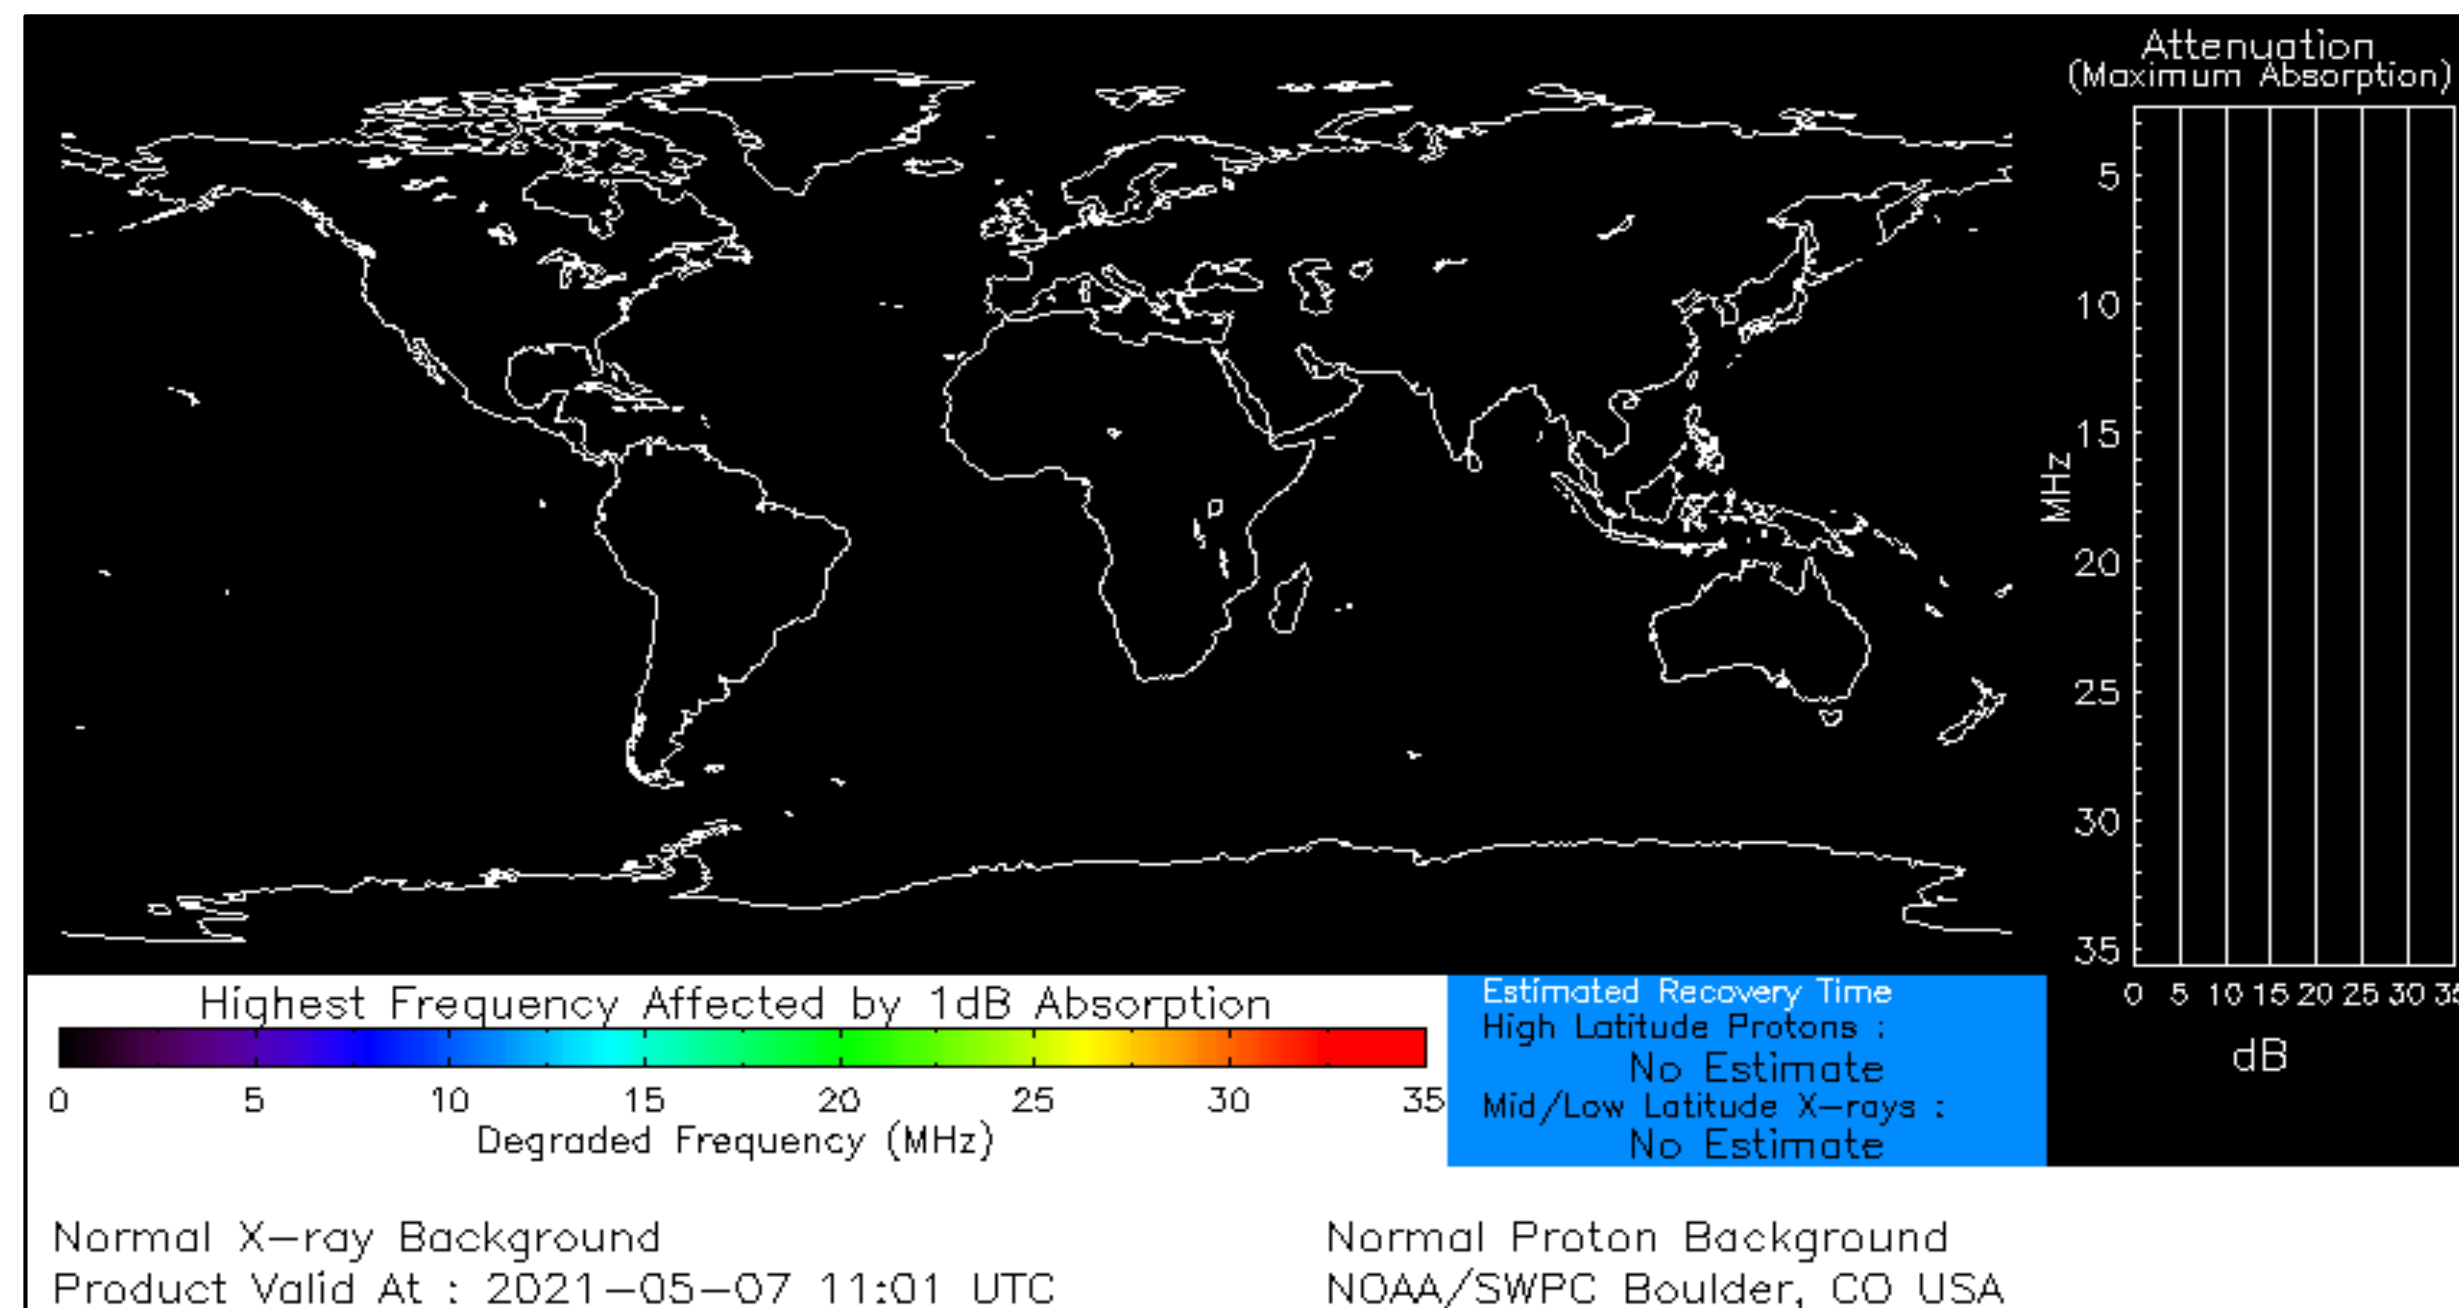 Attenuation
(Maximum Absorption)
5
10
15
20
25
30
35
MHz
0 5 10 15 20 25 30 35
dB
Highest Frequency Affected by 1dB Absorption
0 5 10 15 20 25 30 35
Degraded Frequency (MHz)
Estimated Recovery Time
High Latitude Protons :
No Estimate
Mid/Low Latitude X-rays :
No Estimate
Normal X-ray Background
Normal Proton Background
Product Valid At : 2021-05-07 11:01 UTC
NOAA/SWPC Boulder, CO USA